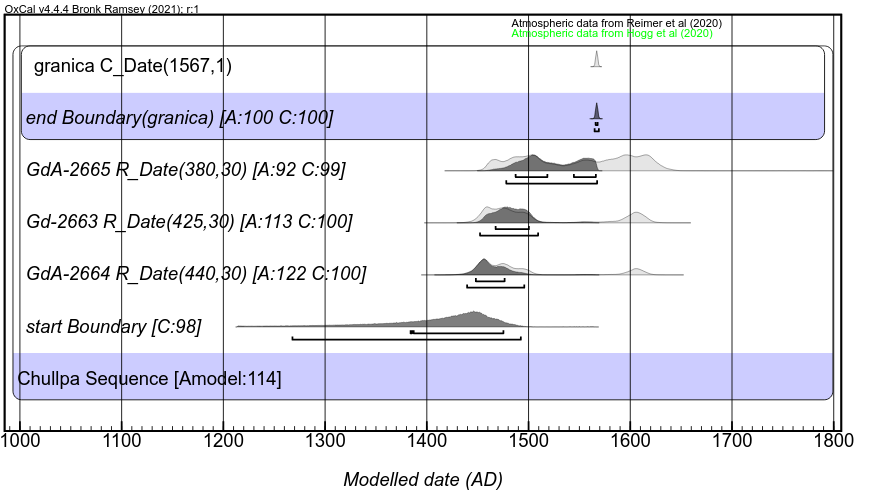 OxCal v4.4.4 Bronk Ramsey (2021); r:1
Atmospheric data from Reimer et al (2020)
Atmospheric data from Hogg et al (2020)
granica C_Date(1567,1)
end Boundary(granica) [A:100 C:100]
GdA-2665 R_Date(380,30) [A:92 C:99]
Gd-2663 R_Date(425,30) [A:113 C:100]
GdA-2664 R_Date(440,30) [A:122 C:100]
start Boundary [C:98]
Chullpa Sequence [Amodel:114]
1000 1100 1200 1300 1400 1500 1600 1700 1800
Modelled date (AD)